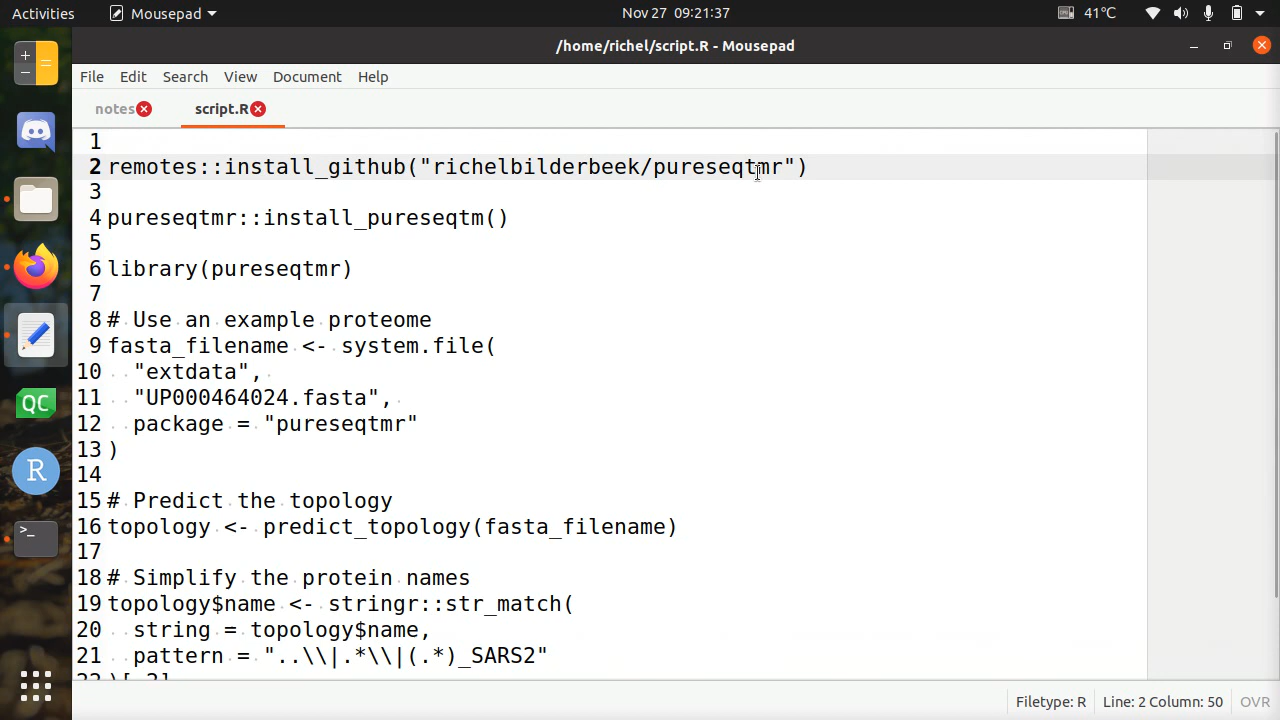 Activities Mousepad Nov 27 09:21:37 41°C
/home/richel/script.R - Mousepad
File Edit Search View Document Help
notes script.R
1
2 remotes::install_github("richelbilderbeek/pureseqtmr")
3
4 pureseqtmr::install_pureseqtm()
5
6 library(pureseqtmr)
7
8 # Use an example proteome
9 fasta_filename <- system.file(
10 "extdata",
11 "UP000464024.fasta",
12 package = "pureseqtmr"
13 )
14
15 # Predict the topology
16 topology <- predict_topology(fasta_filename)
17
18 # Simplify the protein names
19 topology$name <- stringr::str_match(
20 string = topology$name,
21 pattern = "..\\|.*\\|(.*)_SARS2"
QC
R
>_
Filetype: R Line: 2 Column: 50 OVR